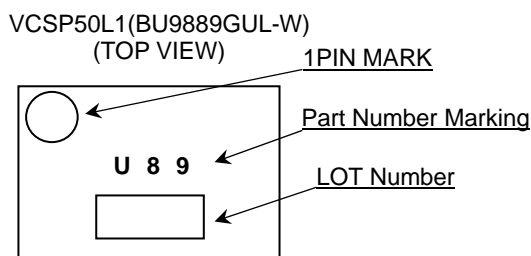 VCSP50L1(BU9889GUL-W)
(TOP VIEW)
1PIN MARK
Part Number Marking
U 8 9
LOT Number